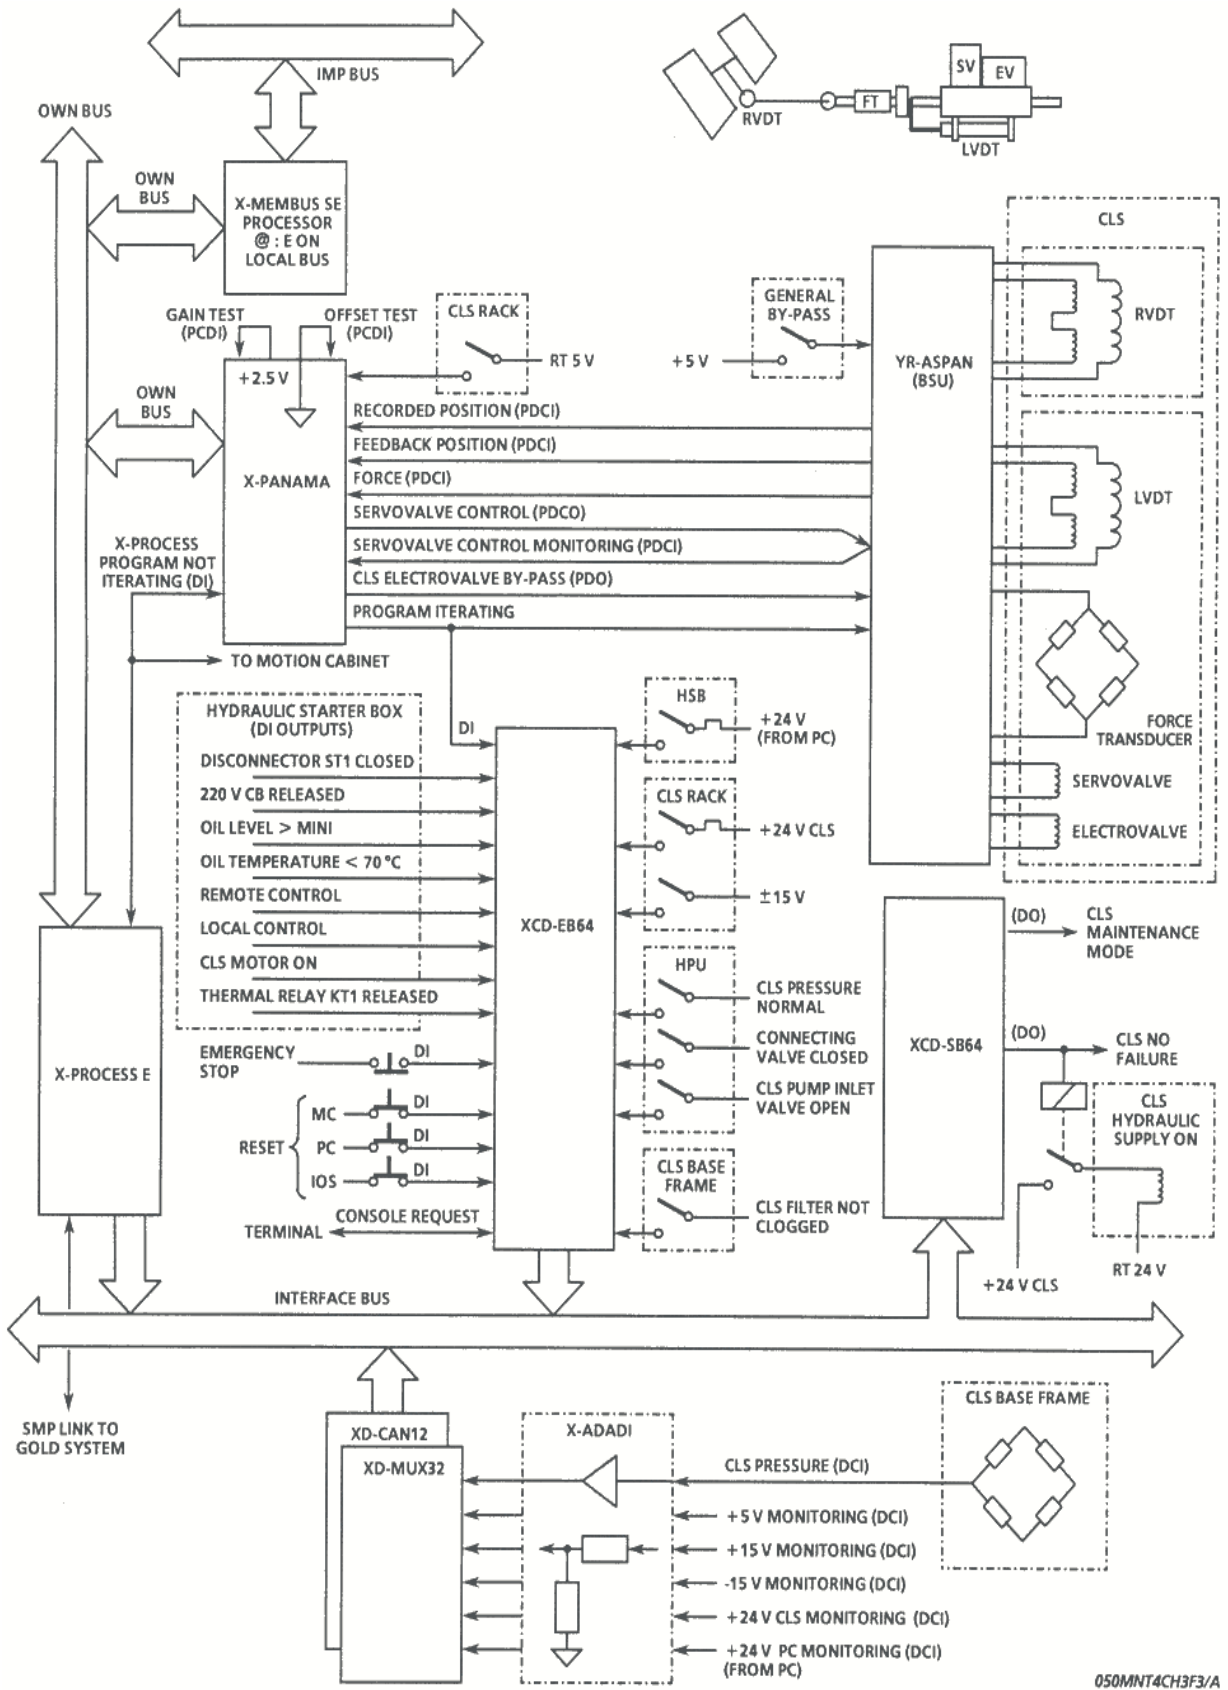 IMP BUS
OWN BUS
OWN
BUS
X-MEMBUS SE
PROCESSOR
@ : E ON
LOCAL BUS
SV
EV
FT
RVDT
LVDT
GAIN TEST
(PCDI)
OFFSET TEST
(PCDI)
+2.5 V
CLS RACK
RT 5 V
GENERAL
BY-PASS
+5 V
YR-ASPAN
(BSU)
CLS
RVDT
LVDT
FORCE
TRANSDUCER
SERVOVALVE
ELECTROVALVE
OWN
BUS
X-PANAMA
RECORDED POSITION (PDCI)
FEEDBACK POSITION (PDCI)
FORCE (PDCI)
SERVOVALVE CONTROL (PDCO)
SERVOVALVE CONTROL MONITORING (PDCI)
CLS ELECTROVALVE BY-PASS (PDO)
PROGRAM ITERATING
X-PROCESS
PROGRAM NOT
ITERATING (DI)
TO MOTION CABINET
HYDRAULIC STARTER BOX
(DI OUTPUTS)
DISCONNECTOR ST1 CLOSED
220 V CB RELEASED
OIL LEVEL > MINI
OIL TEMPERATURE < 70 °C
REMOTE CONTROL
LOCAL CONTROL
CLS MOTOR ON
THERMAL RELAY KT1 RELEASED
DI
XCD-EB64
HSB
+24 V
(FROM PC)
CLS RACK
+24 V CLS
±15 V
HPU
CLS PRESSURE
NORMAL
CONNECTING
VALVE CLOSED
CLS PUMP INLET
VALVE OPEN
CLS BASE
FRAME
CLS FILTER NOT
CLOGGED
X-PROCESS E
EMERGENCY
STOP
DI
RESET
MC
DI
PC
DI
IOS
DI
TERMINAL
CONSOLE REQUEST
XCD-SB64
(DO)
CLS
MAINTENANCE
MODE
(DO)
CLS NO
FAILURE
CLS
HYDRAULIC
SUPPLY ON
+24 V CLS
RT 24 V
INTERFACE BUS
SMP LINK TO
GOLD SYSTEM
XD-CAN12
XD-MUX32
X-ADADI
CLS BASE FRAME
CLS PRESSURE (DCI)
+5 V MONITORING (DCI)
+15 V MONITORING (DCI)
-15 V MONITORING (DCI)
+24 V CLS MONITORING (DCI)
+24 V PC MONITORING (DCI)
(FROM PC)
050MNT4CH3F3/A